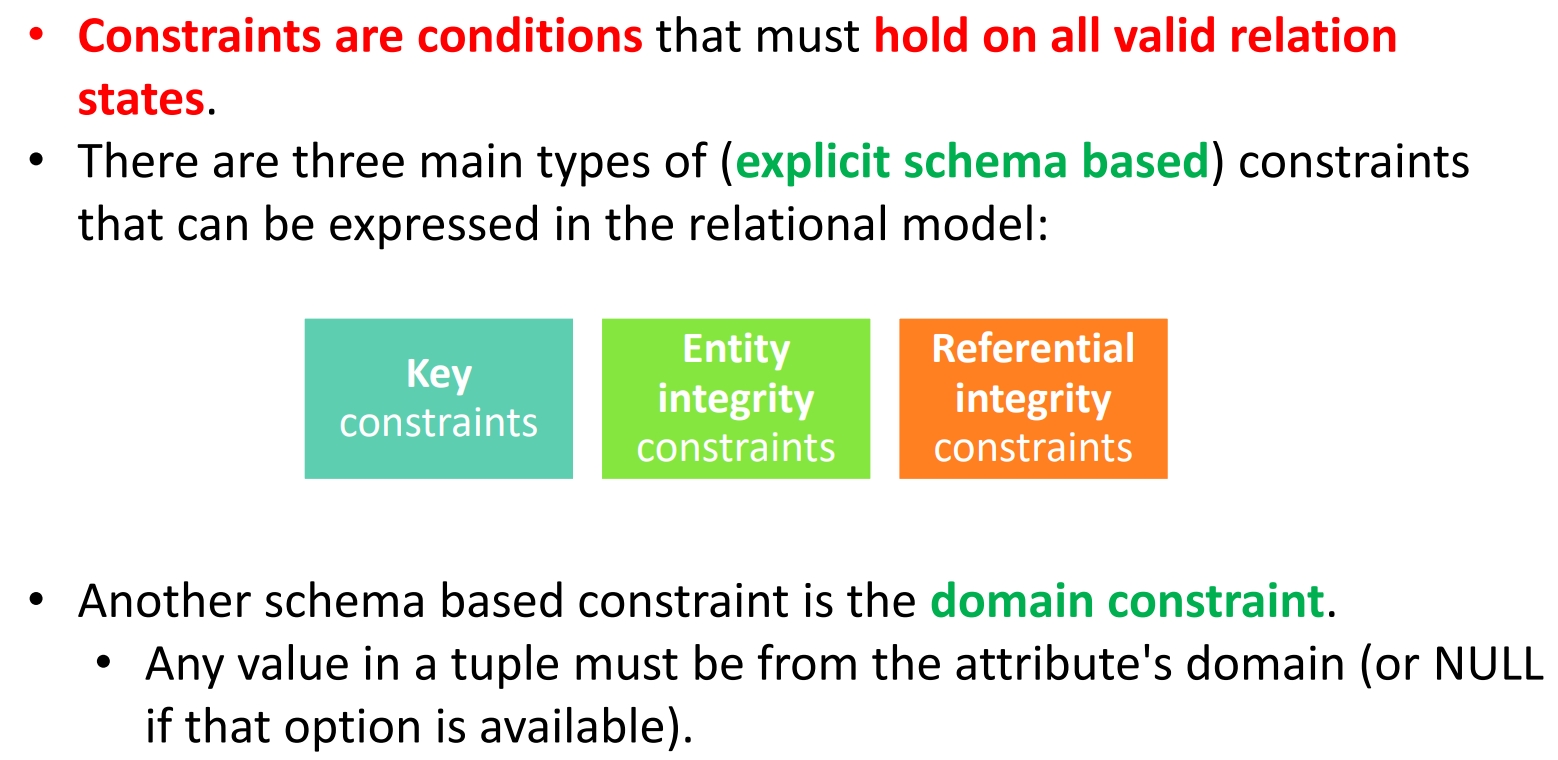 • Constraints are conditions that must hold on all valid relation
states.
• There are three main types of (explicit schema based) constraints
that can be expressed in the relational model:
Key
constraints
Entity
integrity
constraints
Referential
integrity
constraints
• Another schema based constraint is the domain constraint.
• Any value in a tuple must be from the attribute's domain (or NULL
if that option is available).